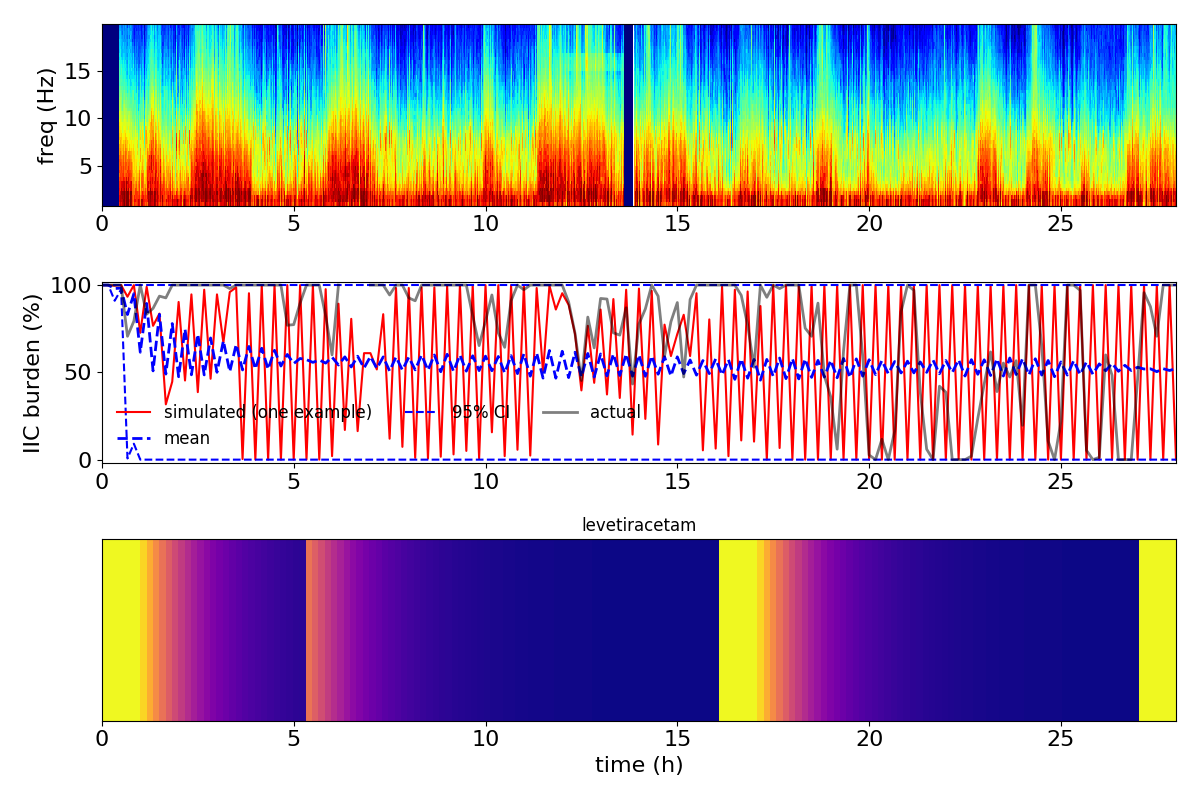 freq (Hz)
15
10
5
0 5 10 15 20 25
IIC burden (%)
100
50
0
simulated (one example) 95% CI actual
mean
0 5 10 15 20 25
levetiracetam
0 5 10 15 20 25
time (h)